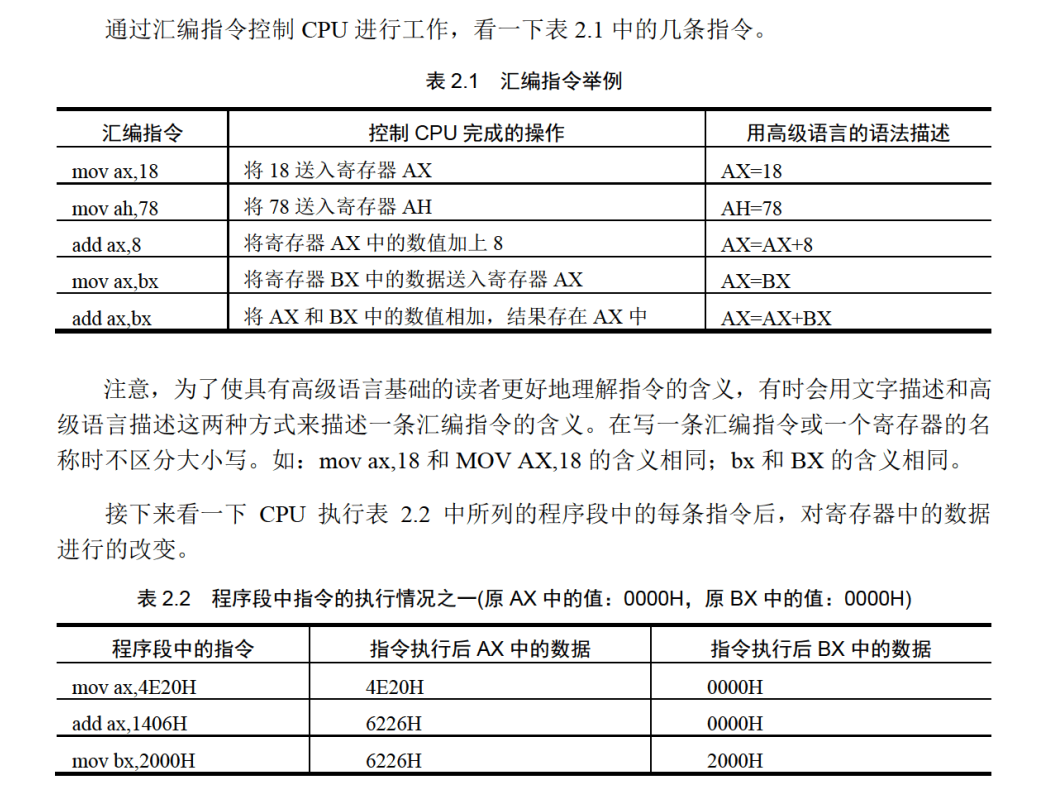 通过汇编指令控制 CPU 进行工作，看一下表 2.1 中的几条指令。
表 2.1 汇编指令举例
汇编指令 控制 CPU 完成的操作 用高级语言的语法描述
mov ax,18 将 18 送入寄存器 AX AX=18
mov ah,78 将 78 送入寄存器 AH AH=78
add ax,8 将寄存器 AX 中的数值加上 8 AX=AX+8
mov ax,bx 将寄存器 BX 中的数据送入寄存器 AX AX=BX
add ax,bx 将 AX 和 BX 中的数值相加，结果存在 AX 中 AX=AX+BX
注意，为了使具有高级语言基础的读者更好地理解指令的含义，有时会用文字描述和高
级语言描述这两种方式来描述一条汇编指令的含义。在写一条汇编指令或一个寄存器的名
称时不区分大小写。如：mov ax,18 和 MOV AX,18 的含义相同；bx 和 BX 的含义相同。
接下来看一下 CPU 执行表 2.2 中所列的程序段中的每条指令后，对寄存器中的数据
进行的改变。
表 2.2 程序段中指令的执行情况之一(原 AX 中的值：0000H，原 BX 中的值：0000H)
程序段中的指令 指令执行后 AX 中的数据 指令执行后 BX 中的数据
mov ax,4E20H 4E20H 0000H
add ax,1406H 6226H 0000H
mov bx,2000H 6226H 2000H